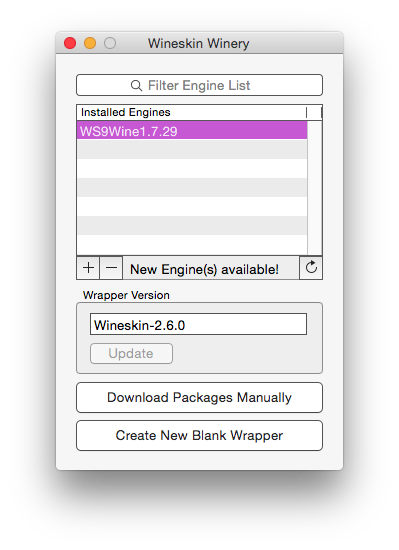 Wineskin Winery
Filter Engine List
Installed Engines
WS9Wine1.7.29
New Engine(s) available!
Wrapper Version
Wineskin-2.6.0
Update
Download Packages Manually
Create New Blank Wrapper